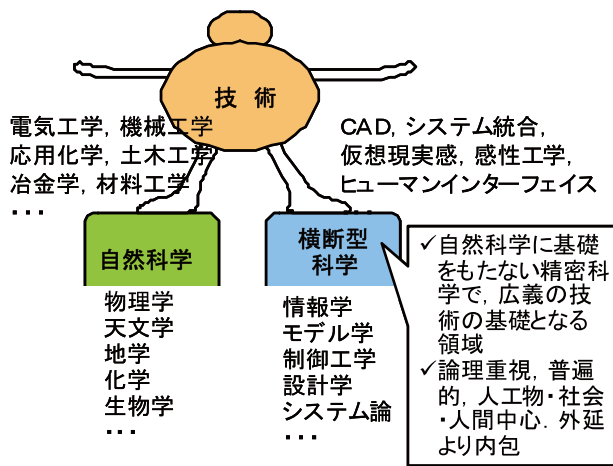 技 術
電気工学, 機械工学
応用化学, 土木工学
冶金学, 材料工学
･･･
CAD, システム統合,
仮想現実感, 感性工学,
ヒューマンインターフェイス
･･･
自然科学
物理学
天文学
地学
化学
生物学
･･･
横断型
科学
情報学
モデル学
制御工学
設計学
システム論
･･･
✓自然科学に基礎
をもたない精密科
学で, 広義の技
術の基礎となる
領域
✓論理重視, 普遍
的, 人工物・社会
・人間中心. 外延
より内包